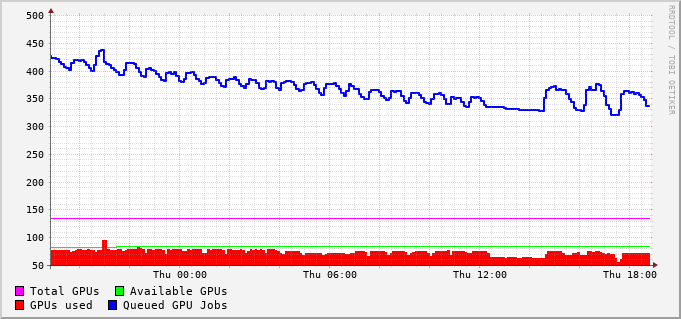 500
450
400
350
300
250
200
150
100
50
Thu 00:00 Thu 06:00 Thu 12:00 Thu 18:00
Total GPUs Available GPUs
GPUs used Queued GPU Jobs
RRDTOOL / TOBI OETIKER